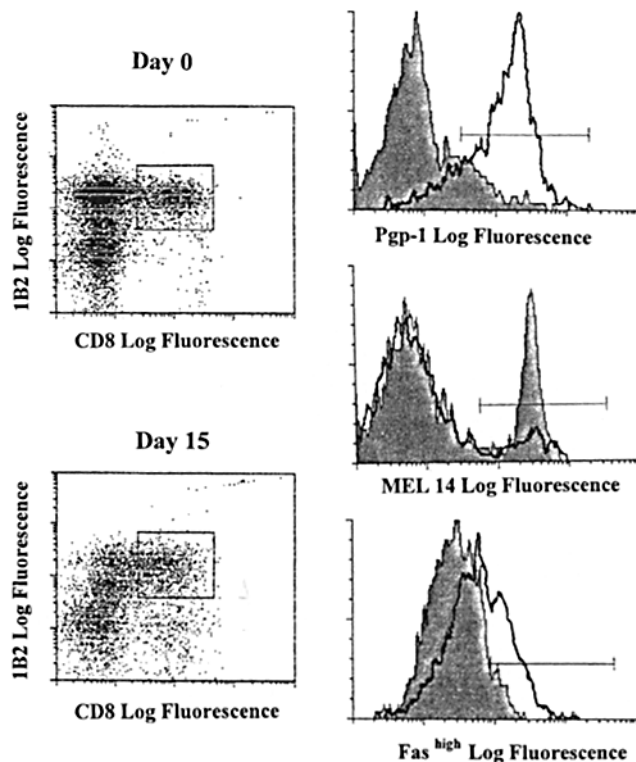 Day 0
1B2 Log Fluorescence
CD8 Log Fluorescence
Day 15
1B2 Log Fluorescence
CD8 Log Fluorescence
Pgp-1 Log Fluorescence
MEL 14 Log Fluorescence
Fas high Log Fluorescence